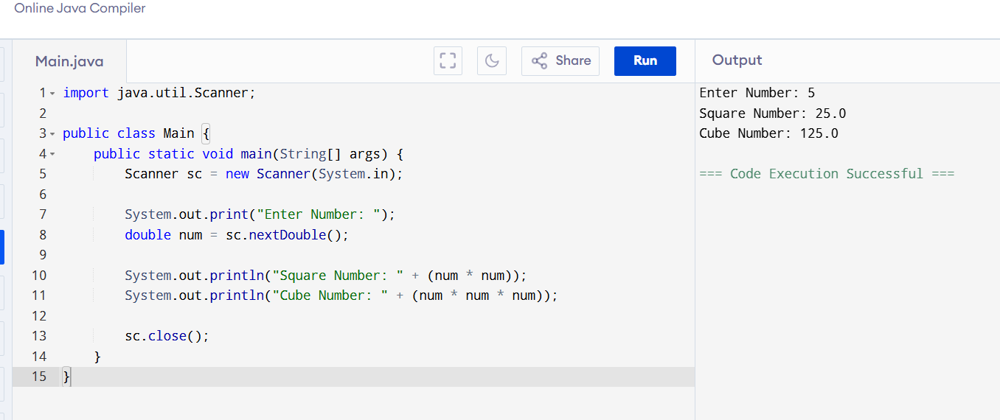 Online Java Compiler
Main.java
Share
Run
Output
1 import java.util.Scanner;
2
3 public class Main {
4     public static void main(String[] args) {
5         Scanner sc = new Scanner(System.in);
6
7         System.out.print("Enter Number: ");
8         double num = sc.nextDouble();
9
10         System.out.println("Square Number: " + (num * num));
11         System.out.println("Cube Number: " + (num * num * num));
12
13         sc.close();
14     }
15 }
Enter Number: 5
Square Number: 25.0
Cube Number: 125.0
=== Code Execution Successful ===